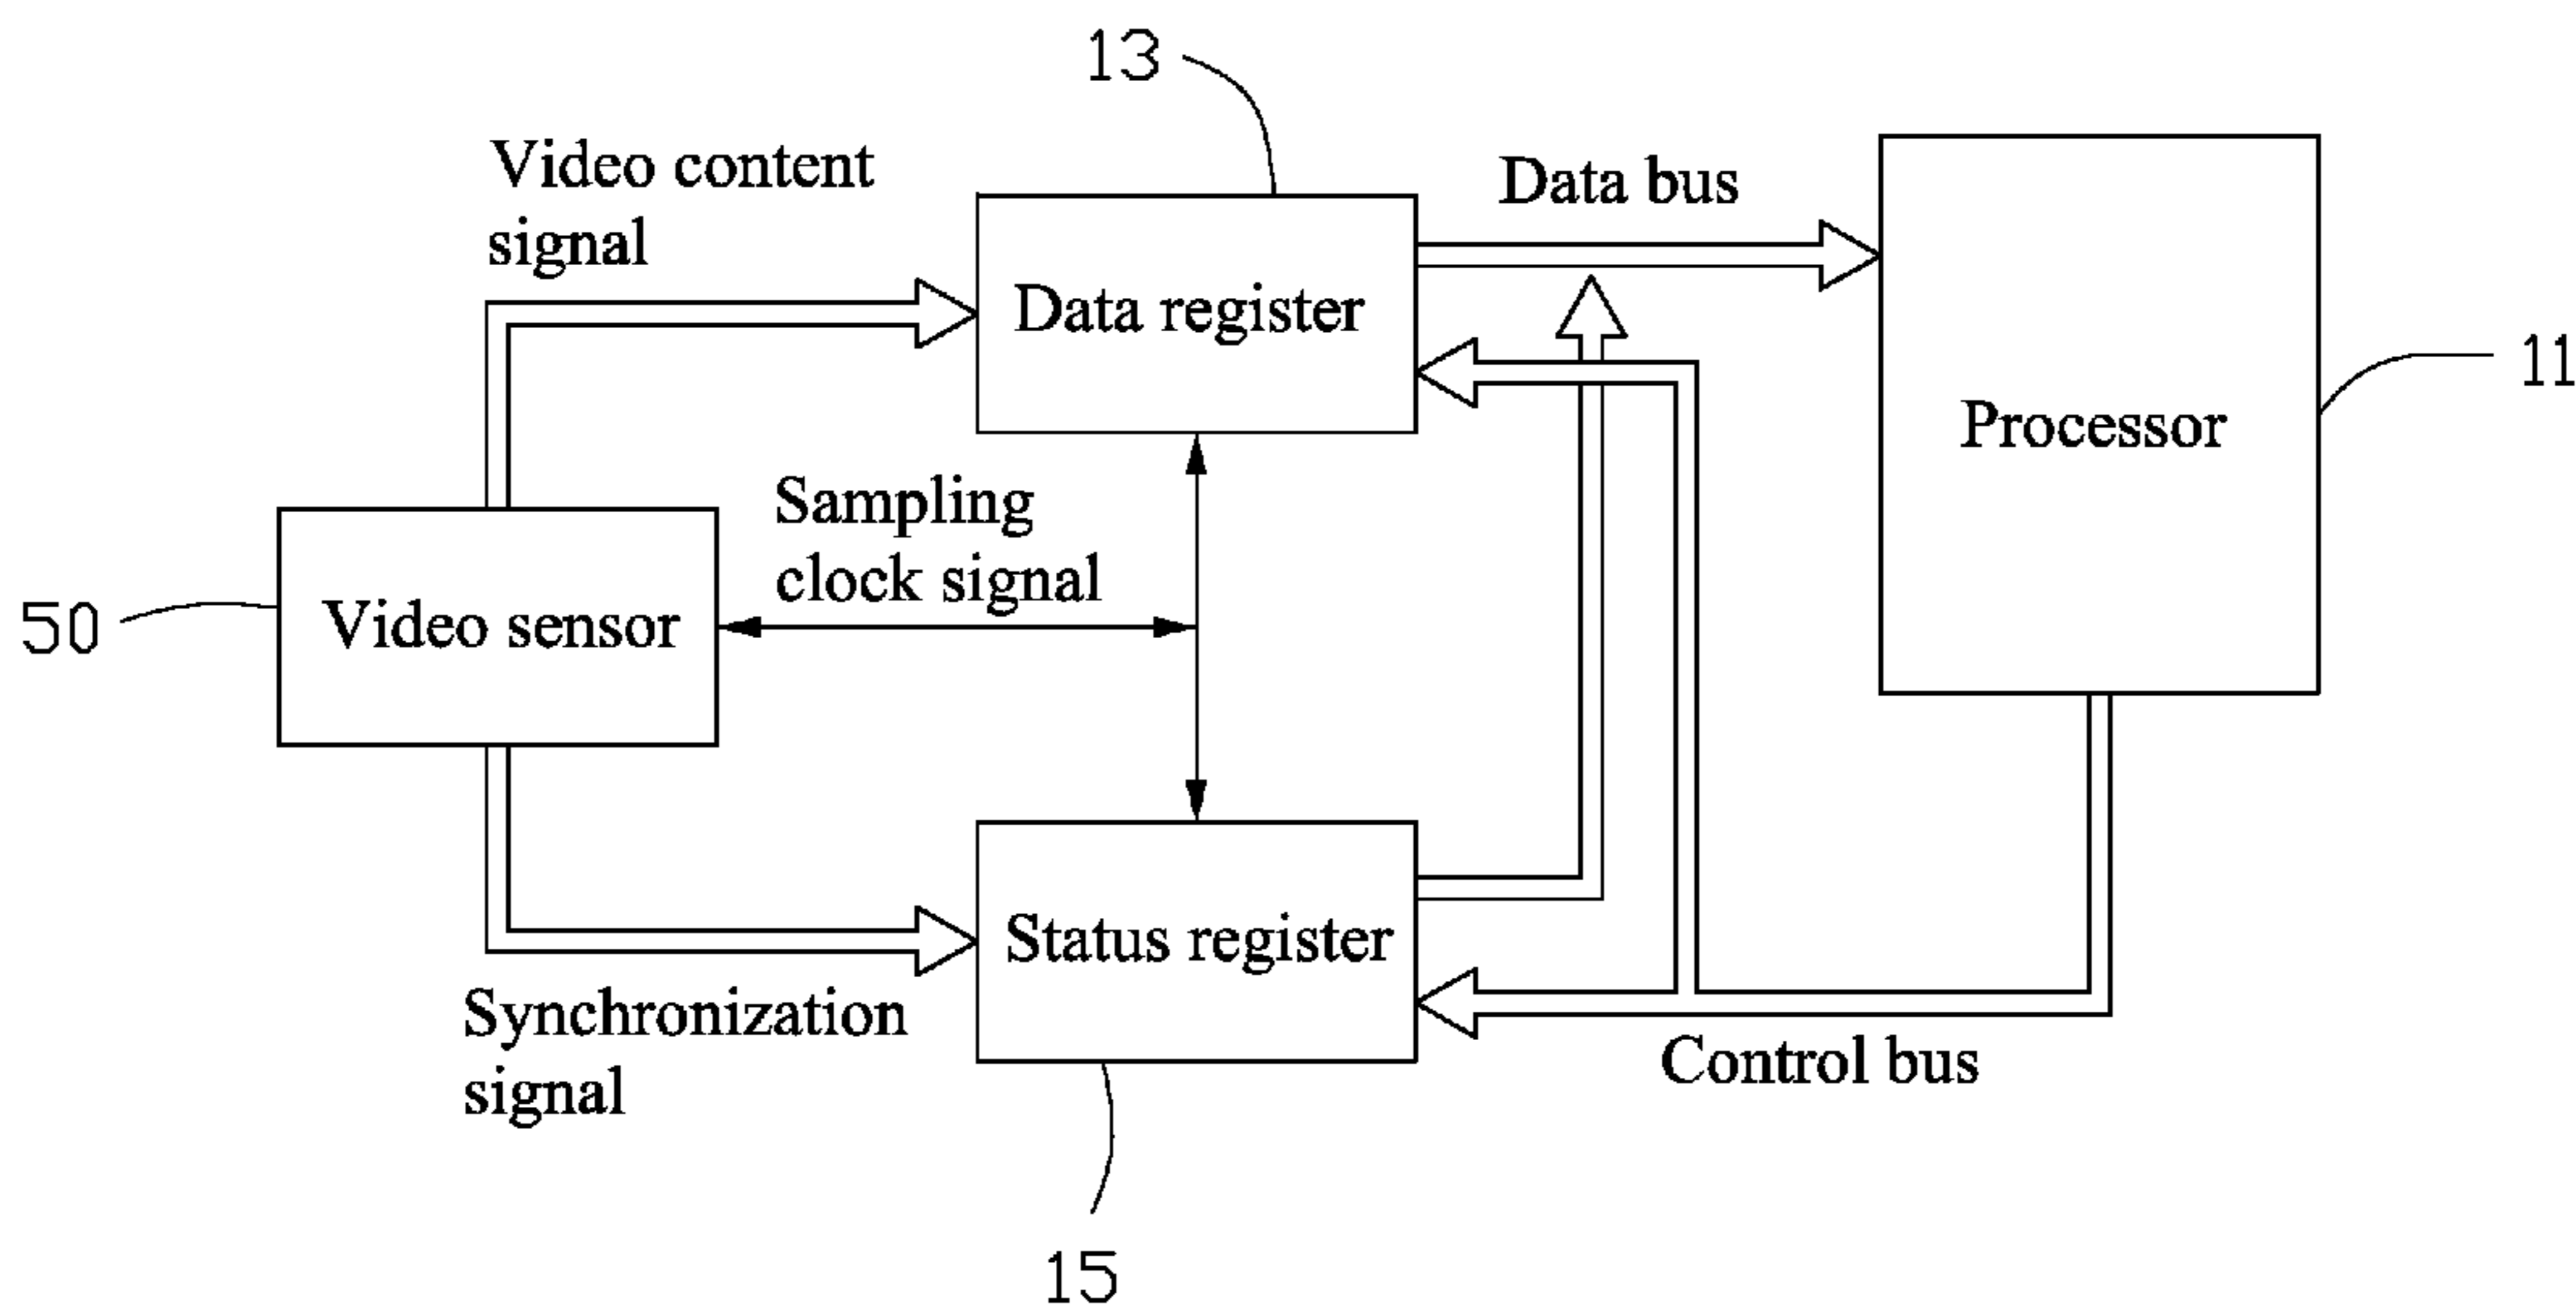 13
Video content
signal
Data bus
Data register
11
Processor
Sampling
clock signal
50
Video sensor
Status register
Synchronization
signal
Control bus
15